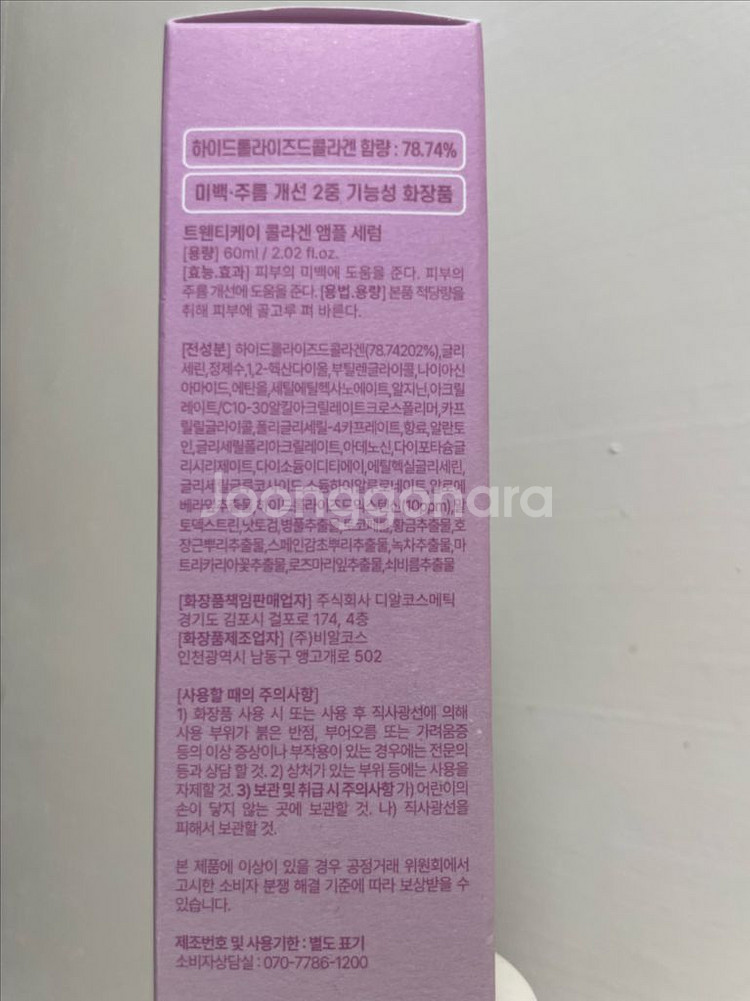 하이드롤라이즈드콜라겐 함량 : 78.74%
미백·주름 개선 2중 기능성 화장품
트웬티케이 콜라겐 앰플 세럼
[용량] 60ml / 2.02 fl.oz.
[효능.효과] 피부의 미백에 도움을 준다. 피부의
주름 개선에 도움을 준다. [용법.용량] 본품 적당량을
취해 피부에 골고루 펴 바른다.
[전성분] 하이드롤라이즈드콜라겐(78.74202%),글리
세린,정제수,1,2-헥산다이올,부틸렌글라이콜,나이아신
아마이드,에탄올,세틸에틸헥사노에이트,알지닌,아크릴
레이트/C10-30알킬아크릴레이트크로스폴리머,카프
릴릴글라이콜,폴리글리세릴-4카프레이트,향료,알란토
인,글리세릴폴리아크릴레이트,아데노신,다이포타슘글
리시리제이트,다이소듐이디티에이,에틸헥실글리세린,
글리세릴글루코사이드,소듐하이알루로네이트,알로에
(10ppm),말
토덱스트린,낫토검,병풀추출물,황금추출물,호
장근뿌리추출물,스페인감초뿌리추출물,녹차추출물,마
트리카리아꽃추출물,로즈마리잎추출물,쇠비름추출물
Joonggonara
[화장품책임판매업자] 주식회사 디알코스메틱
경기도 김포시 걸포로 174, 4층
[화장품제조업자] (주)비알코스
인천광역시 남동구 앵고개로 502
[사용할 때의 주의사항]
1) 화장품 사용 시 또는 사용 후 직사광선에 의해
사용 부위가 붉은 반점, 부어오름 또는 가려움증
등의 이상 증상이나 부작용이 있는 경우에는 전문의
등과 상담 할 것. 2) 상처가 있는 부위 등에는 사용을
자제할 것. 3) 보관 및 취급 시 주의사항 가) 어린이의
손이 닿지 않는 곳에 보관할 것. 나) 직사광선을
피해서 보관할 것.
본 제품에 이상이 있을 경우 공정거래 위원회에서
고시한 소비자 분쟁 해결 기준에 따라 보상받을 수
있습니다.
제조번호 및 사용기한 : 별도 표기
소비자상담실 : 070-7786-1200